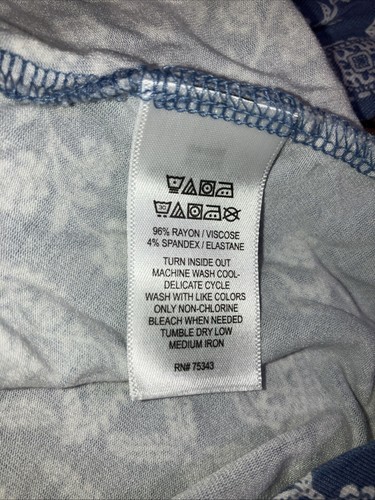 30
96% RAYON / VISCOSE
4% SPANDEX / ELASTANE
TURN INSIDE OUT
MACHINE WASH COOL-
DELICATE CYCLE
WASH WITH LIKE COLORS
ONLY NON-CHLORINE
BLEACH WHEN NEEDED
TUMBLE DRY LOW
MEDIUM IRON
RN# 75343